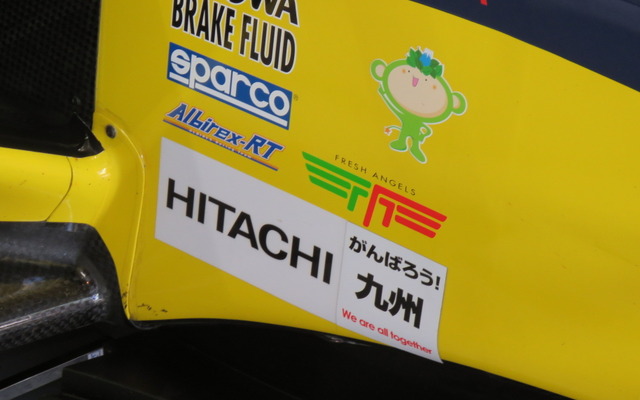 BRAKE FLUID
sparco
Albirex-RT
FRESH ANGELS
HITACHI
がんばろう!
九州
We are all together